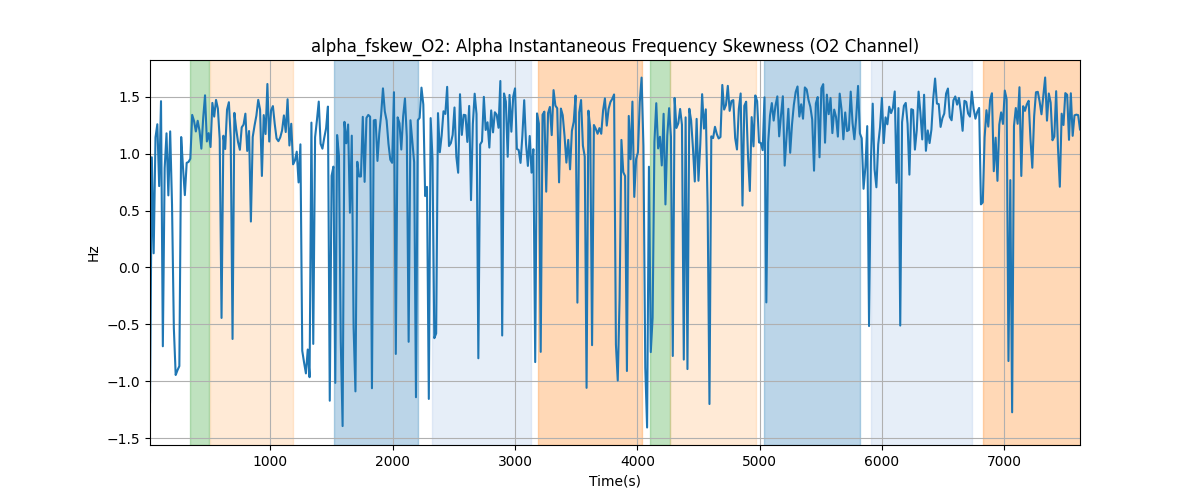 alpha_fskew_O2: Alpha Instantaneous Frequency Skewness (O2 Channel)
1.5
1.0
0.5
0.0
−0.5
−1.0
−1.5
Hz
1000 2000 3000 4000 5000 6000 7000
Time(s)